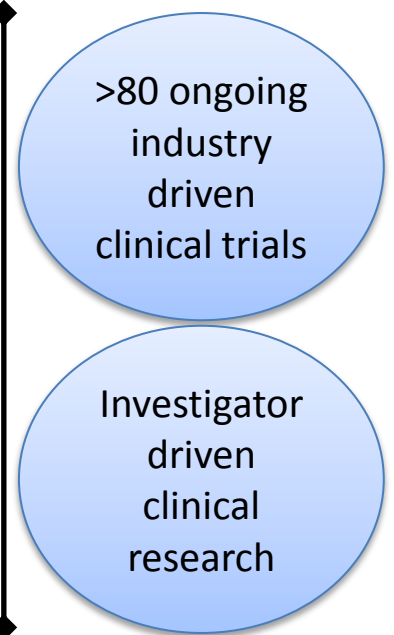 >80 ongoing
industry
driven
clinical trials
Investigator
driven
clinical
research